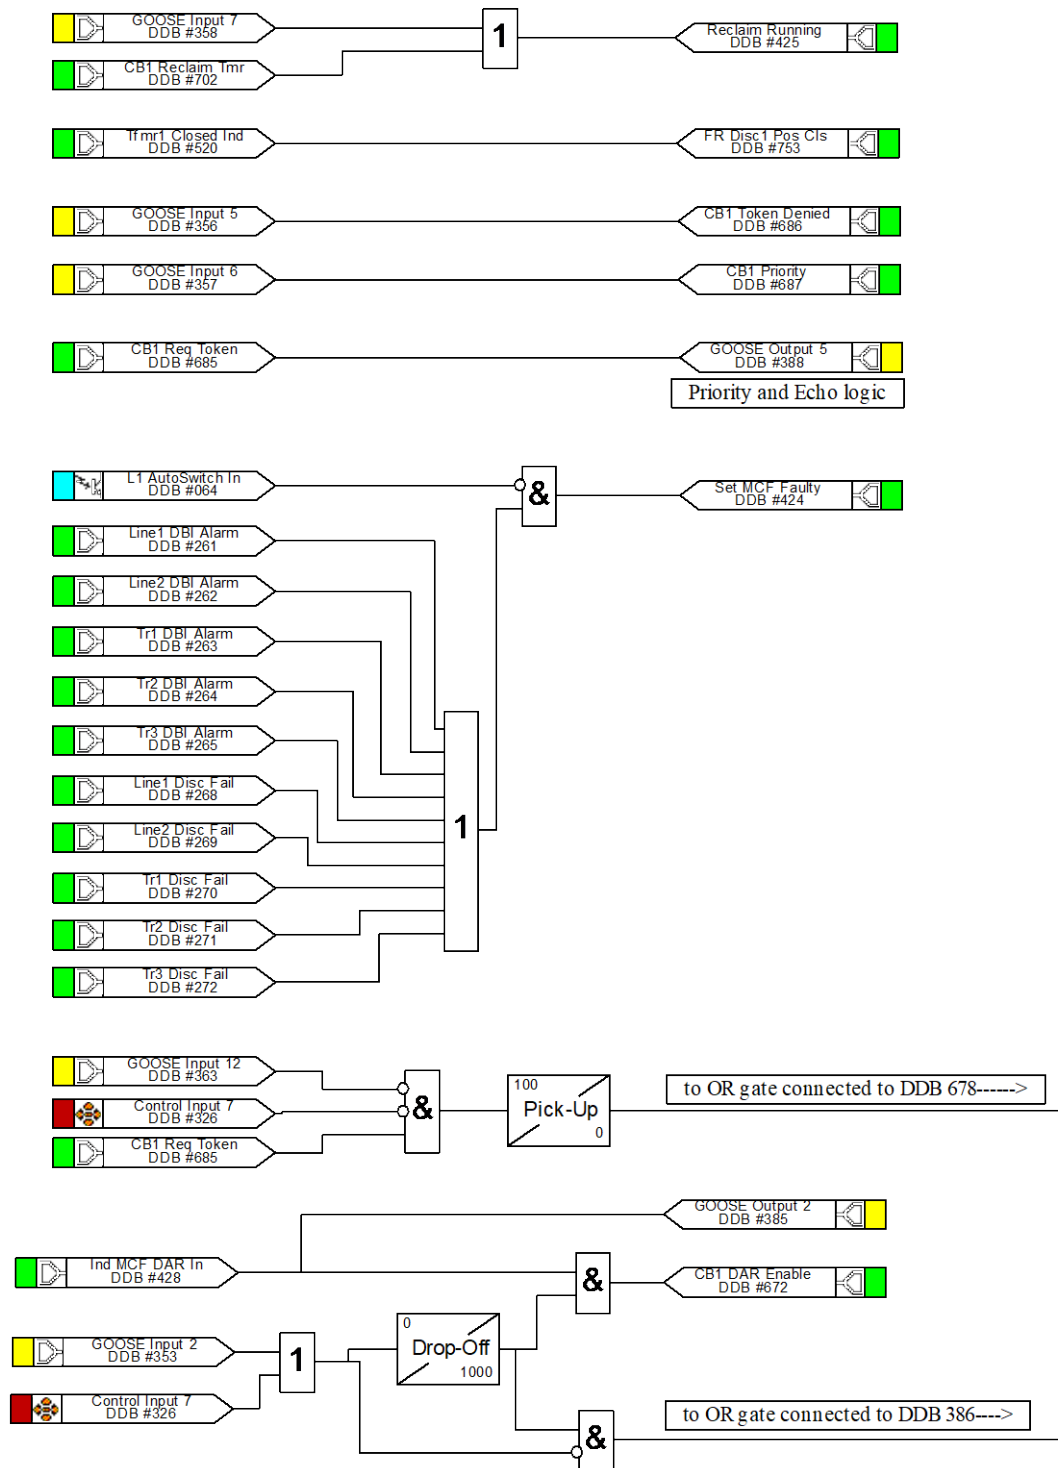 GOOSE Input 7
DDB #358
1
Reclaim Running
DDB #425
CB1 Reclaim Tmr
DDB #702
Tfmr1 Closed Ind
DDB #520
FR Disc1 Pos Cls
DDB #753
GOOSE Input 5
DDB #356
CB1 Token Denied
DDB #686
GOOSE Input 6
DDB #357
CB1 Priority
DDB #687
CB1 Req Token
DDB #685
GOOSE Output 5
DDB #388
Priority and Echo logic
L1 AutoSwitch In
DDB #064
&
Set MCF Faulty
DDB #424
Line1 DBI Alarm
DDB #261
Line2 DBI Alarm
DDB #262
Tr1 DBI Alarm
DDB #263
Tr2 DBI Alarm
DDB #264
Tr3 DBI Alarm
DDB #265
Line1 Disc Fail
DDB #268
1
Line2 Disc Fail
DDB #269
Tr1 Disc Fail
DDB #270
Tr2 Disc Fail
DDB #271
Tr3 Disc Fail
DDB #272
GOOSE Input 12
DDB #363
Control Input 7
DDB #326
CB1 Req Token
DDB #685
&
100
Pick-Up
0
to OR gate connected to DDB 678------>
GOOSE Output 2
DDB #385
Ind MCF DAR In
DDB #428
&
CB1 DAR Enable
DDB #672
GOOSE Input 2
DDB #353
1
0
Drop-Off
1000
Control Input 7
DDB #326
to OR gate connected to DDB 386---->
&